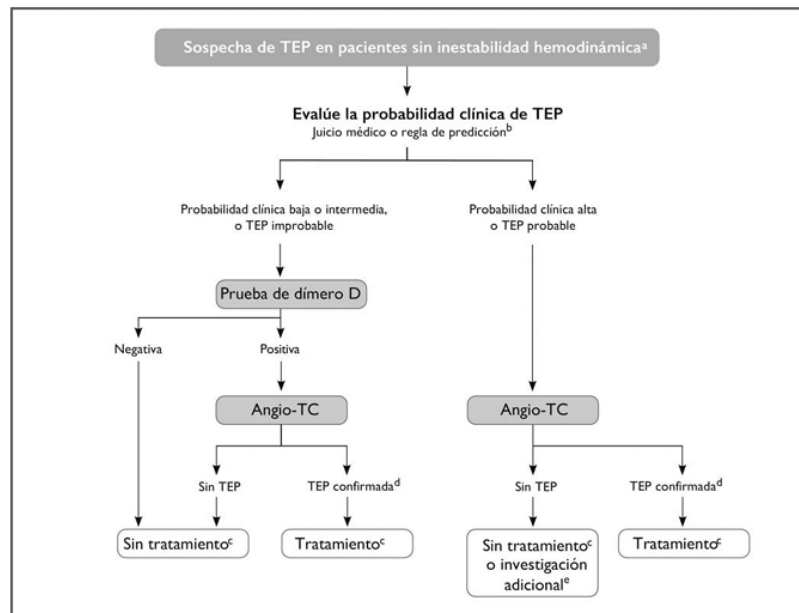 Sospecha de TEP en pacientes sin inestabilidad hemodinámicaª
Evalúe la probabilidad clínica de TEP
Juicio médico o regla de predicciónᵇ
Probabilidad clínica baja o intermedia,
o TEP improbable
Probabilidad clínica alta
o TEP probable
Prueba de dímero D
Negativa
Positiva
Angio-TC
Angio-TC
Sin TEP
TEP confirmadaᵈ
Sin TEP
TEP confirmadaᵈ
Sin tratamientoᶜ
Tratamientoᶜ
Sin tratamientoᶜ
o investigación
adicionalᵉ
Tratamientoᶜ